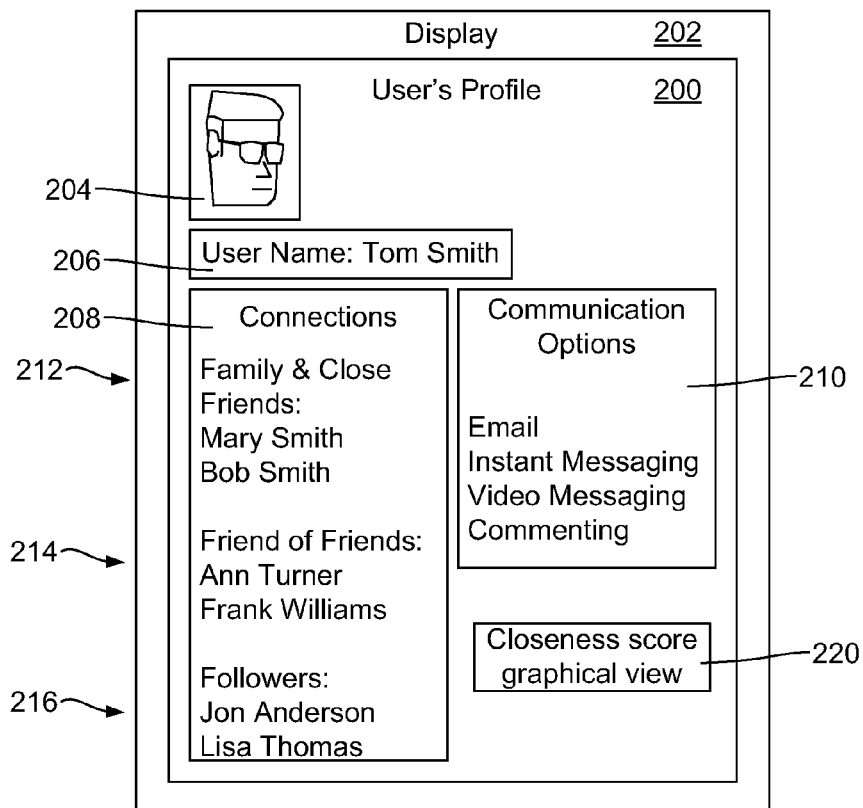 Display 202
User's Profile 200
204
User Name: Tom Smith
206
208
Connections
212
Family & Close
Friends:
Mary Smith
Bob Smith
214
Friend of Friends:
Ann Turner
Frank Williams
216
Followers:
Jon Anderson
Lisa Thomas
Communication
Options
210
Email
Instant Messaging
Video Messaging
Commenting
Closeness score
graphical view
220